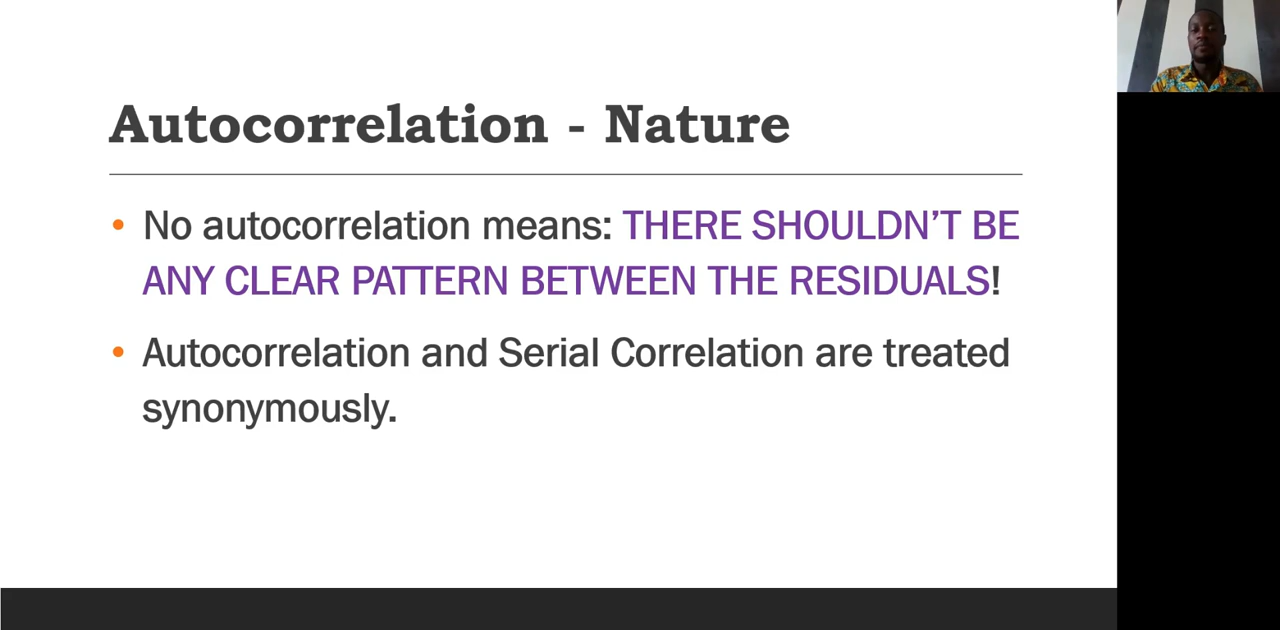 Autocorrelation - Nature
• No autocorrelation means: THERE SHOULDN’T BE
ANY CLEAR PATTERN BETWEEN THE RESIDUALS!
• Autocorrelation and Serial Correlation are treated
synonymously.